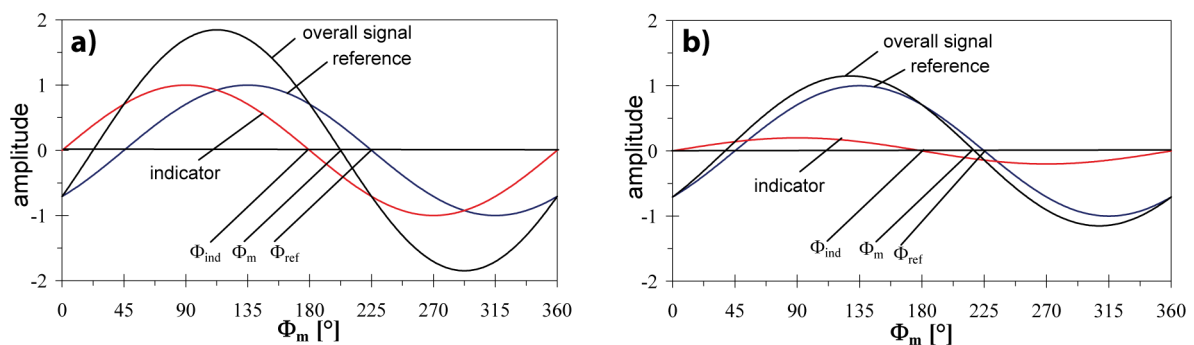 a)
amplitude
2
1
0
-1
-2
overall signal
reference
indicator
Φind Φm Φref
0 45 90 135 180 225 270 315 360
Φm [°]
b)
amplitude
2
1
0
-1
-2
overall signal
reference
indicator
Φind Φm Φref
0 45 90 135 180 225 270 315 360
Φm [°]